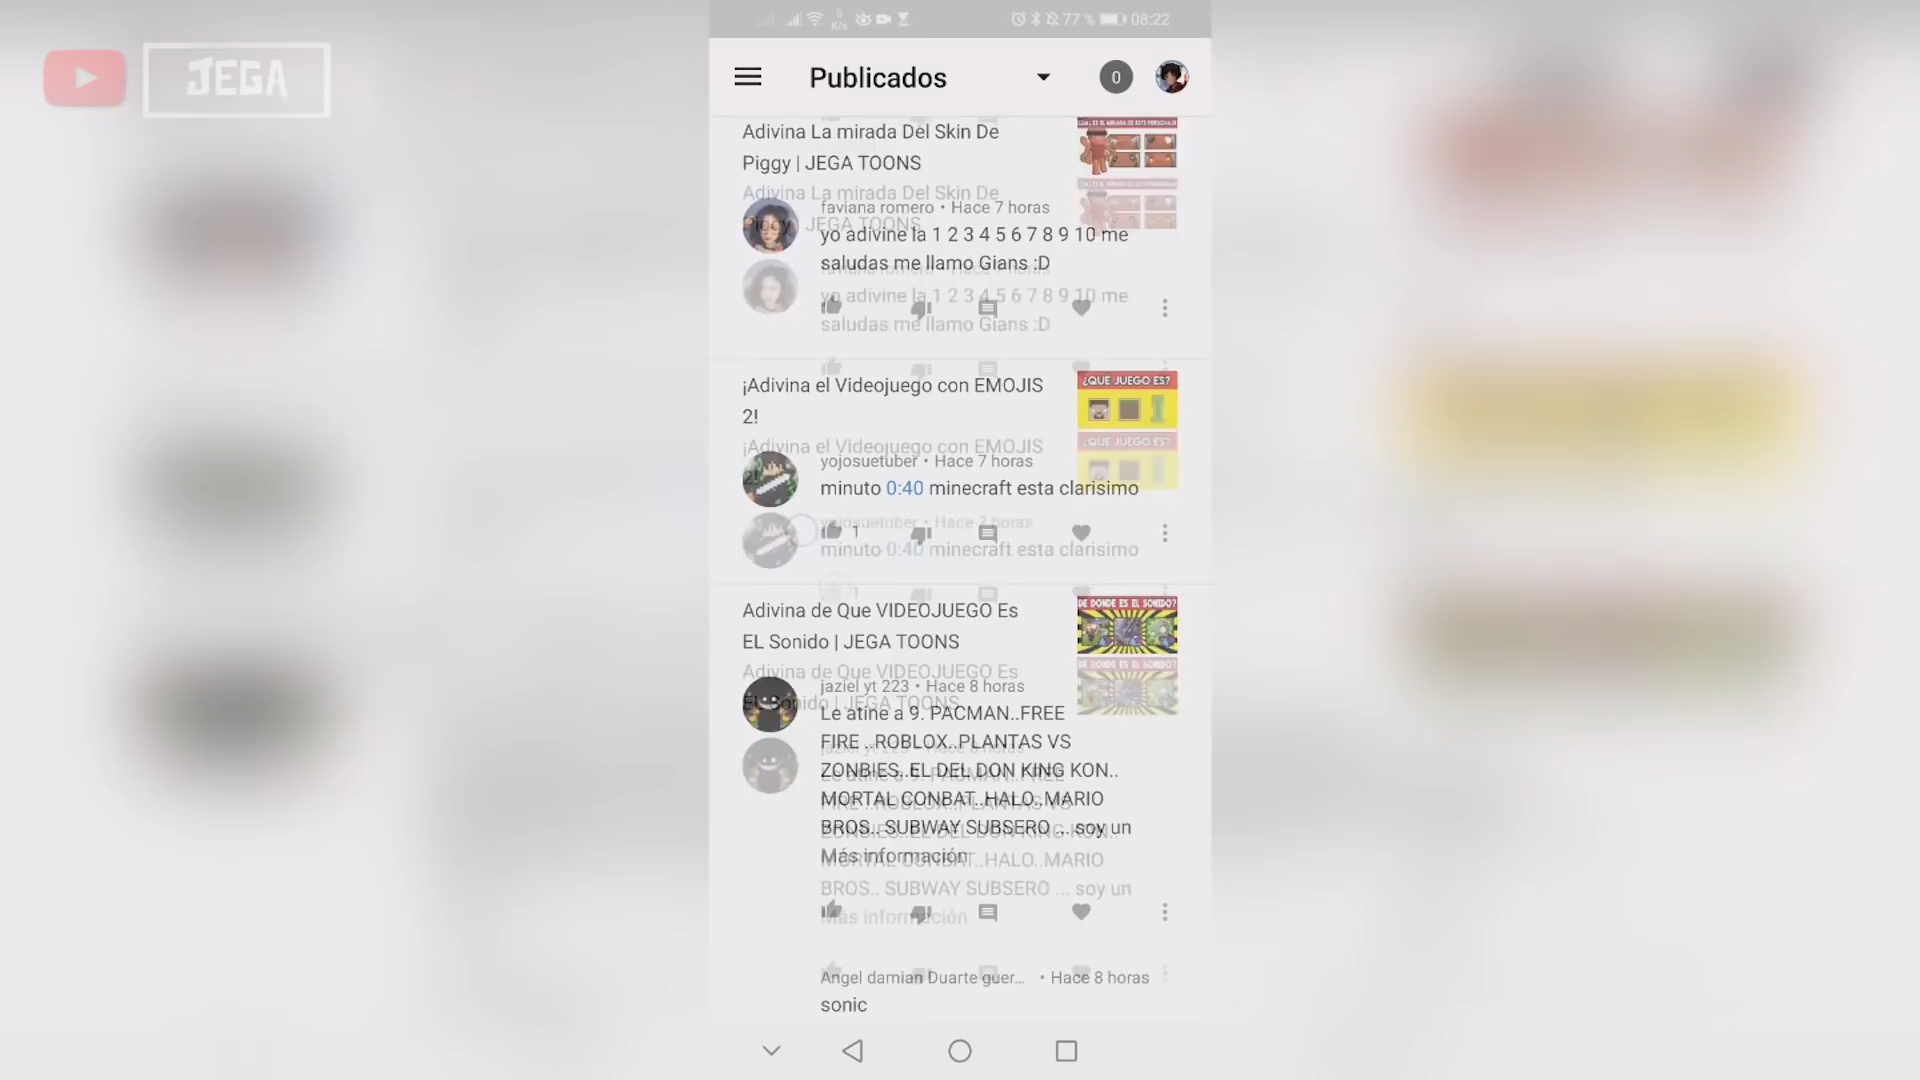 JEGA
0
K/s
77 %
08:22
Publicados
0
Adivina La mirada Del Skin De
Piggy | JEGA TOONS
faviana romero • Hace 7 horas
yo adivine la 1 2 3 4 5 6 7 8 9 10 me
saludas me llamo Gians :D
¡Adivina el Videojuego con EMOJIS
2!
¿QUÉ JUEGO ES?
yojosuetuber • Hace 7 horas
minuto 0:40 minecraft esta clarisimo
1
Adivina de Que VIDEOJUEGO Es
EL Sonido | JEGA TOONS
DE DONDE ES EL SONIDO?
jaziel yt 223 • Hace 8 horas
Le atine a 9. PACMAN..FREE
FIRE ..ROBLOX..PLANTAS VS
ZONBIES..EL DEL DON KING KON..
MORTAL CONBAT..HALO..MARIO
BROS.. SUBWAY SUBSERO ... soy un
Más información
Angel damian Duarte guer... • Hace 8 horas
sonic